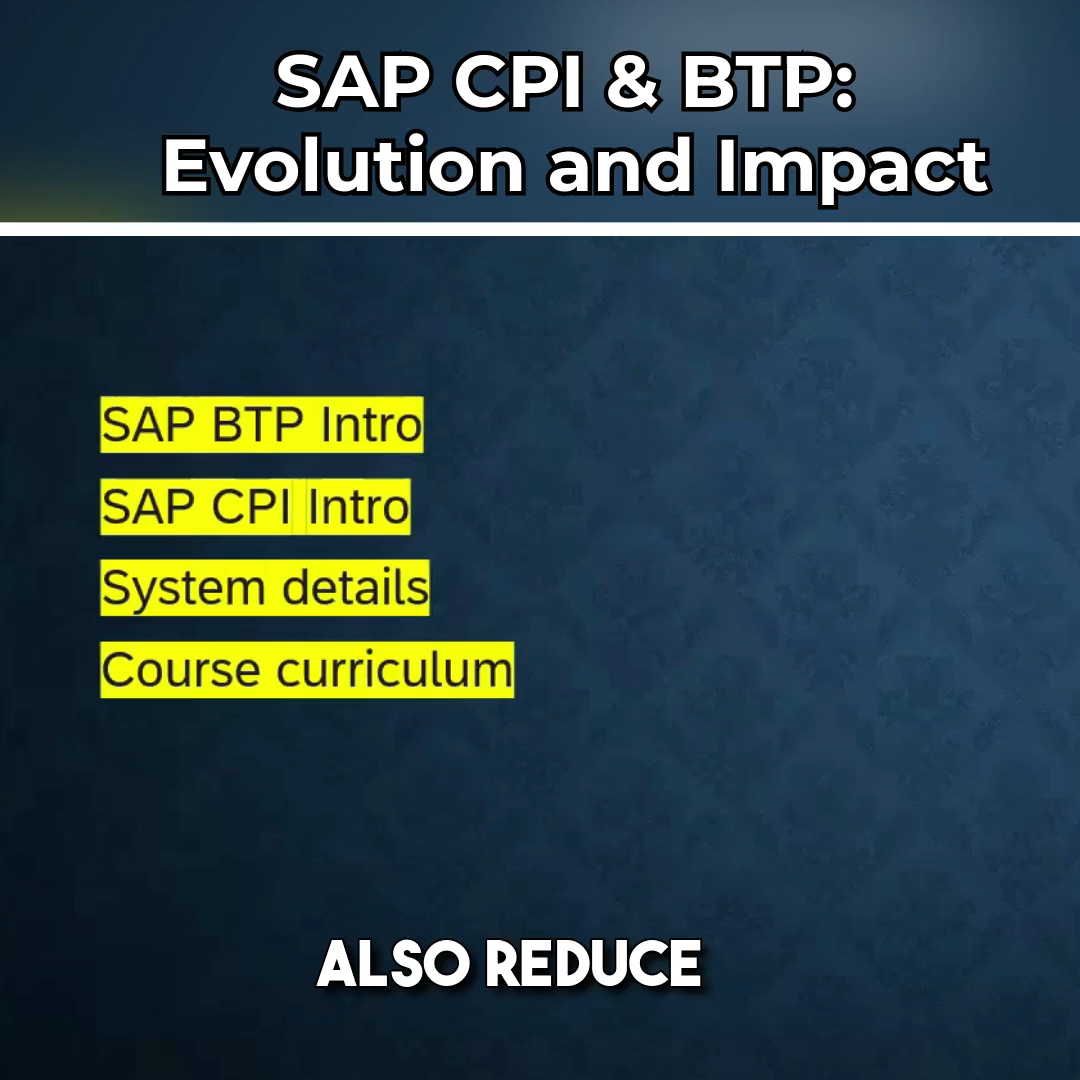 SAP CPI & BTP:
Evolution and Impact
SAP BTP Intro
SAP CPI Intro
System details
Course curriculum
ALSO REDUCE